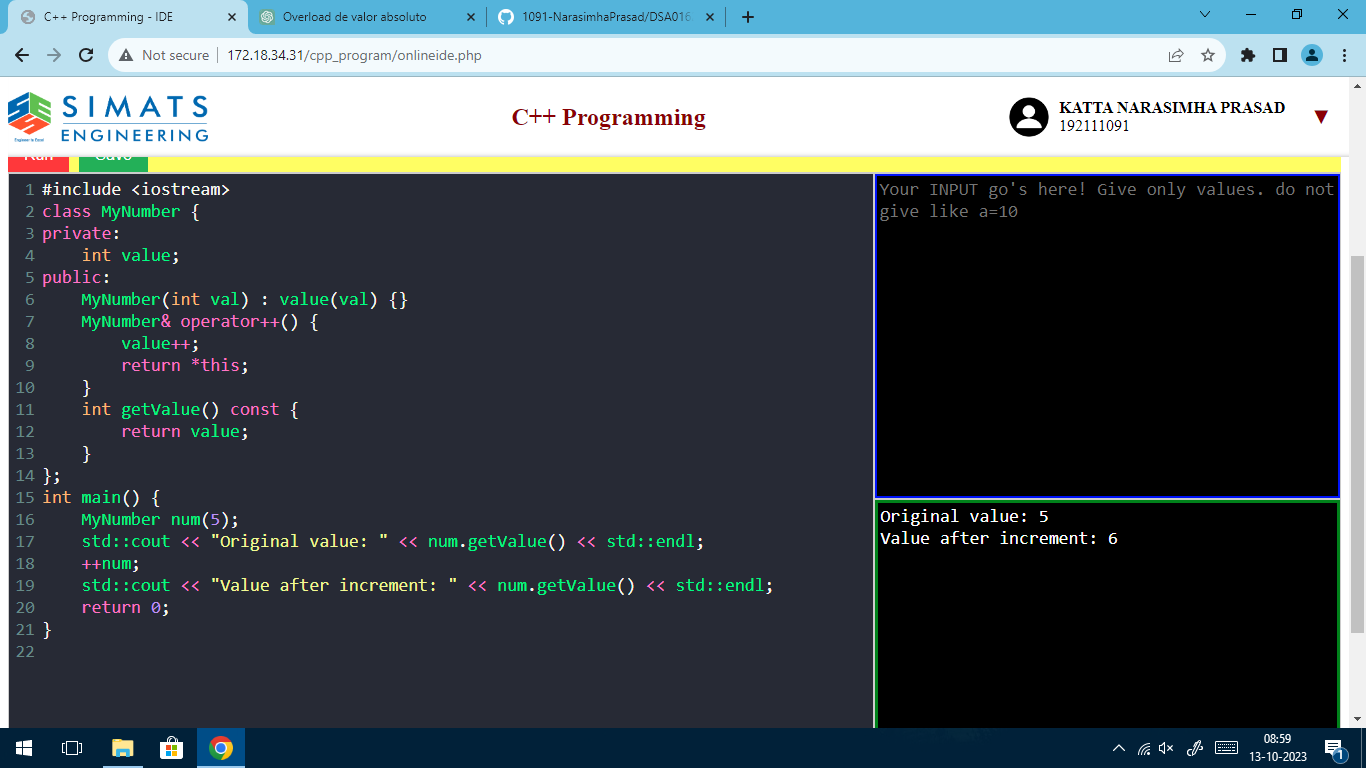 C++ Programming - IDE
Overload de valor absoluto
1091-NarasimhaPrasad/DSA016
Not secure
172.18.34.31/cpp_program/onlineide.php
SIMATS
ENGINEERING
Engineer to Excel
C++ Programming
KATTA NARASIMHA PRASAD
192111091
▼
Run
Save
1 #include <iostream>
2 class MyNumber {
3 private:
4     int value;
5 public:
6     MyNumber(int val) : value(val) {}
7     MyNumber& operator++() {
8         value++;
9         return *this;
10     }
11     int getValue() const {
12         return value;
13     }
14 };
15 int main() {
16     MyNumber num(5);
17     std::cout << "Original value: " << num.getValue() << std::endl;
18     ++num;
19     std::cout << "Value after increment: " << num.getValue() << std::endl;
20     return 0;
21 }
22
Your INPUT go's here! Give only values. do not
give like a=10
Original value: 5
Value after increment: 6
08:59
13-10-2023
1